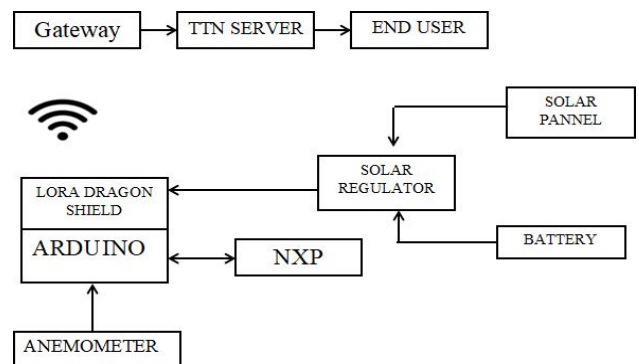 Gateway
TTN SERVER
END USER
SOLAR
PANNEL
SOLAR
REGULATOR
LORA DRAGON
SHIELD
ARDUINO
NXP
BATTERY
ANEMOMETER